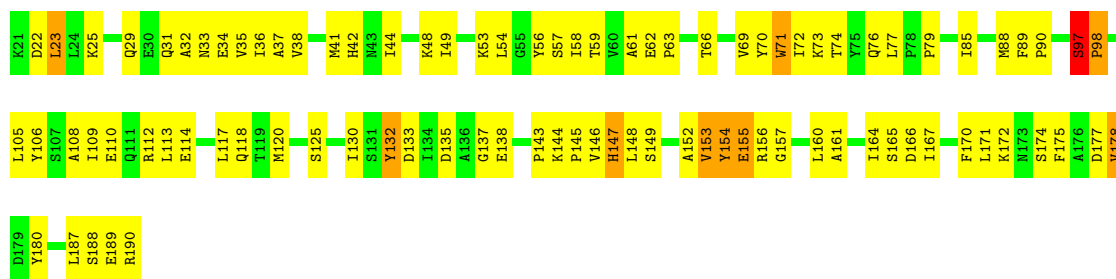 K21 D22 L23 L24 K25 Q29 E30 Q31 A32 N33 E34 V35 I36 A37 V38 M41 H42 N43 I44 K48 I49 K53 L54 G55 Y56 S57 I58 T59 V60 A61 E62 P63 T66 V69 Y70 W71 I72 K73 T74 Y75 Q76 L77 P78 P79 I85 M88 F89 P90 S97 P98
L105 Y106 S107 A108 I109 E110 Q111 R112 L113 E114 L117 Q118 T119 M120 S125 I130 S131 Y132 D133 I134 D135 A136 G137 E138 P143 K144 P145 V146 H147 L148 S149 A152 V153 Y154 E155 R156 G157 L160 A161 I164 S165 D166 I167 F170 L171 K172 N173 S174 F175 A176 D177 V178
D179 Y180 L187 S188 E189 R190